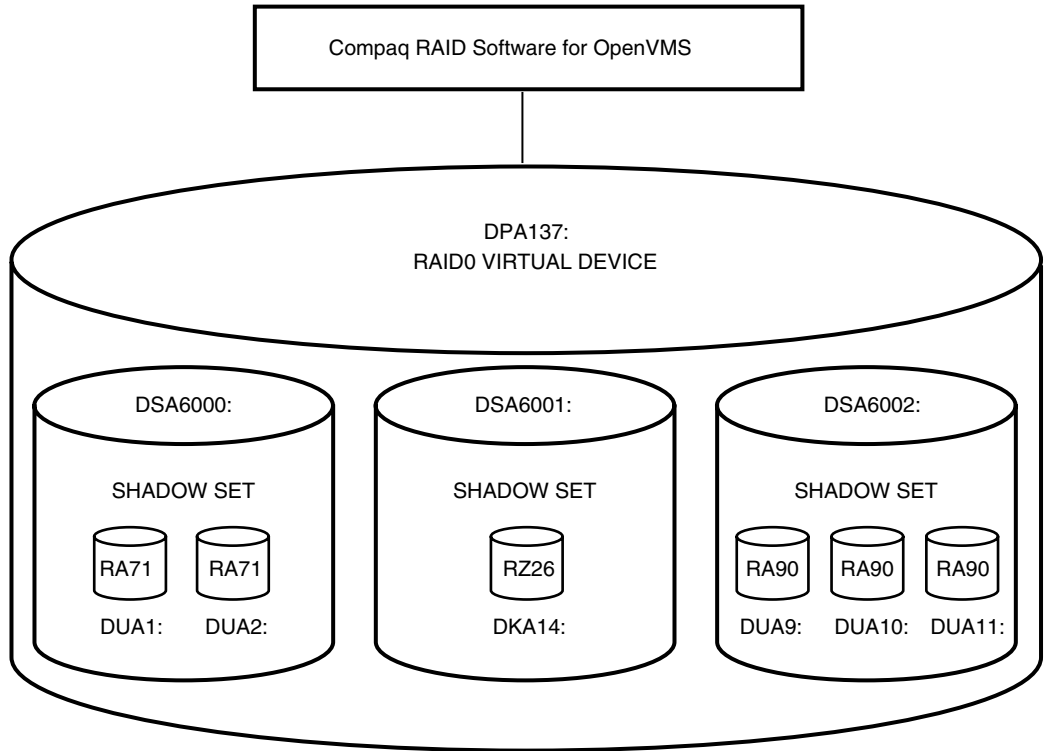 Compaq RAID Software for OpenVMS
DPA137:
RAID0 VIRTUAL DEVICE
DSA6000:
SHADOW SET
RA71 RA71
DUA1: DUA2:
DSA6001:
SHADOW SET
RZ26
DKA14:
DSA6002:
SHADOW SET
RA90 RA90 RA90
DUA9: DUA10: DUA11: